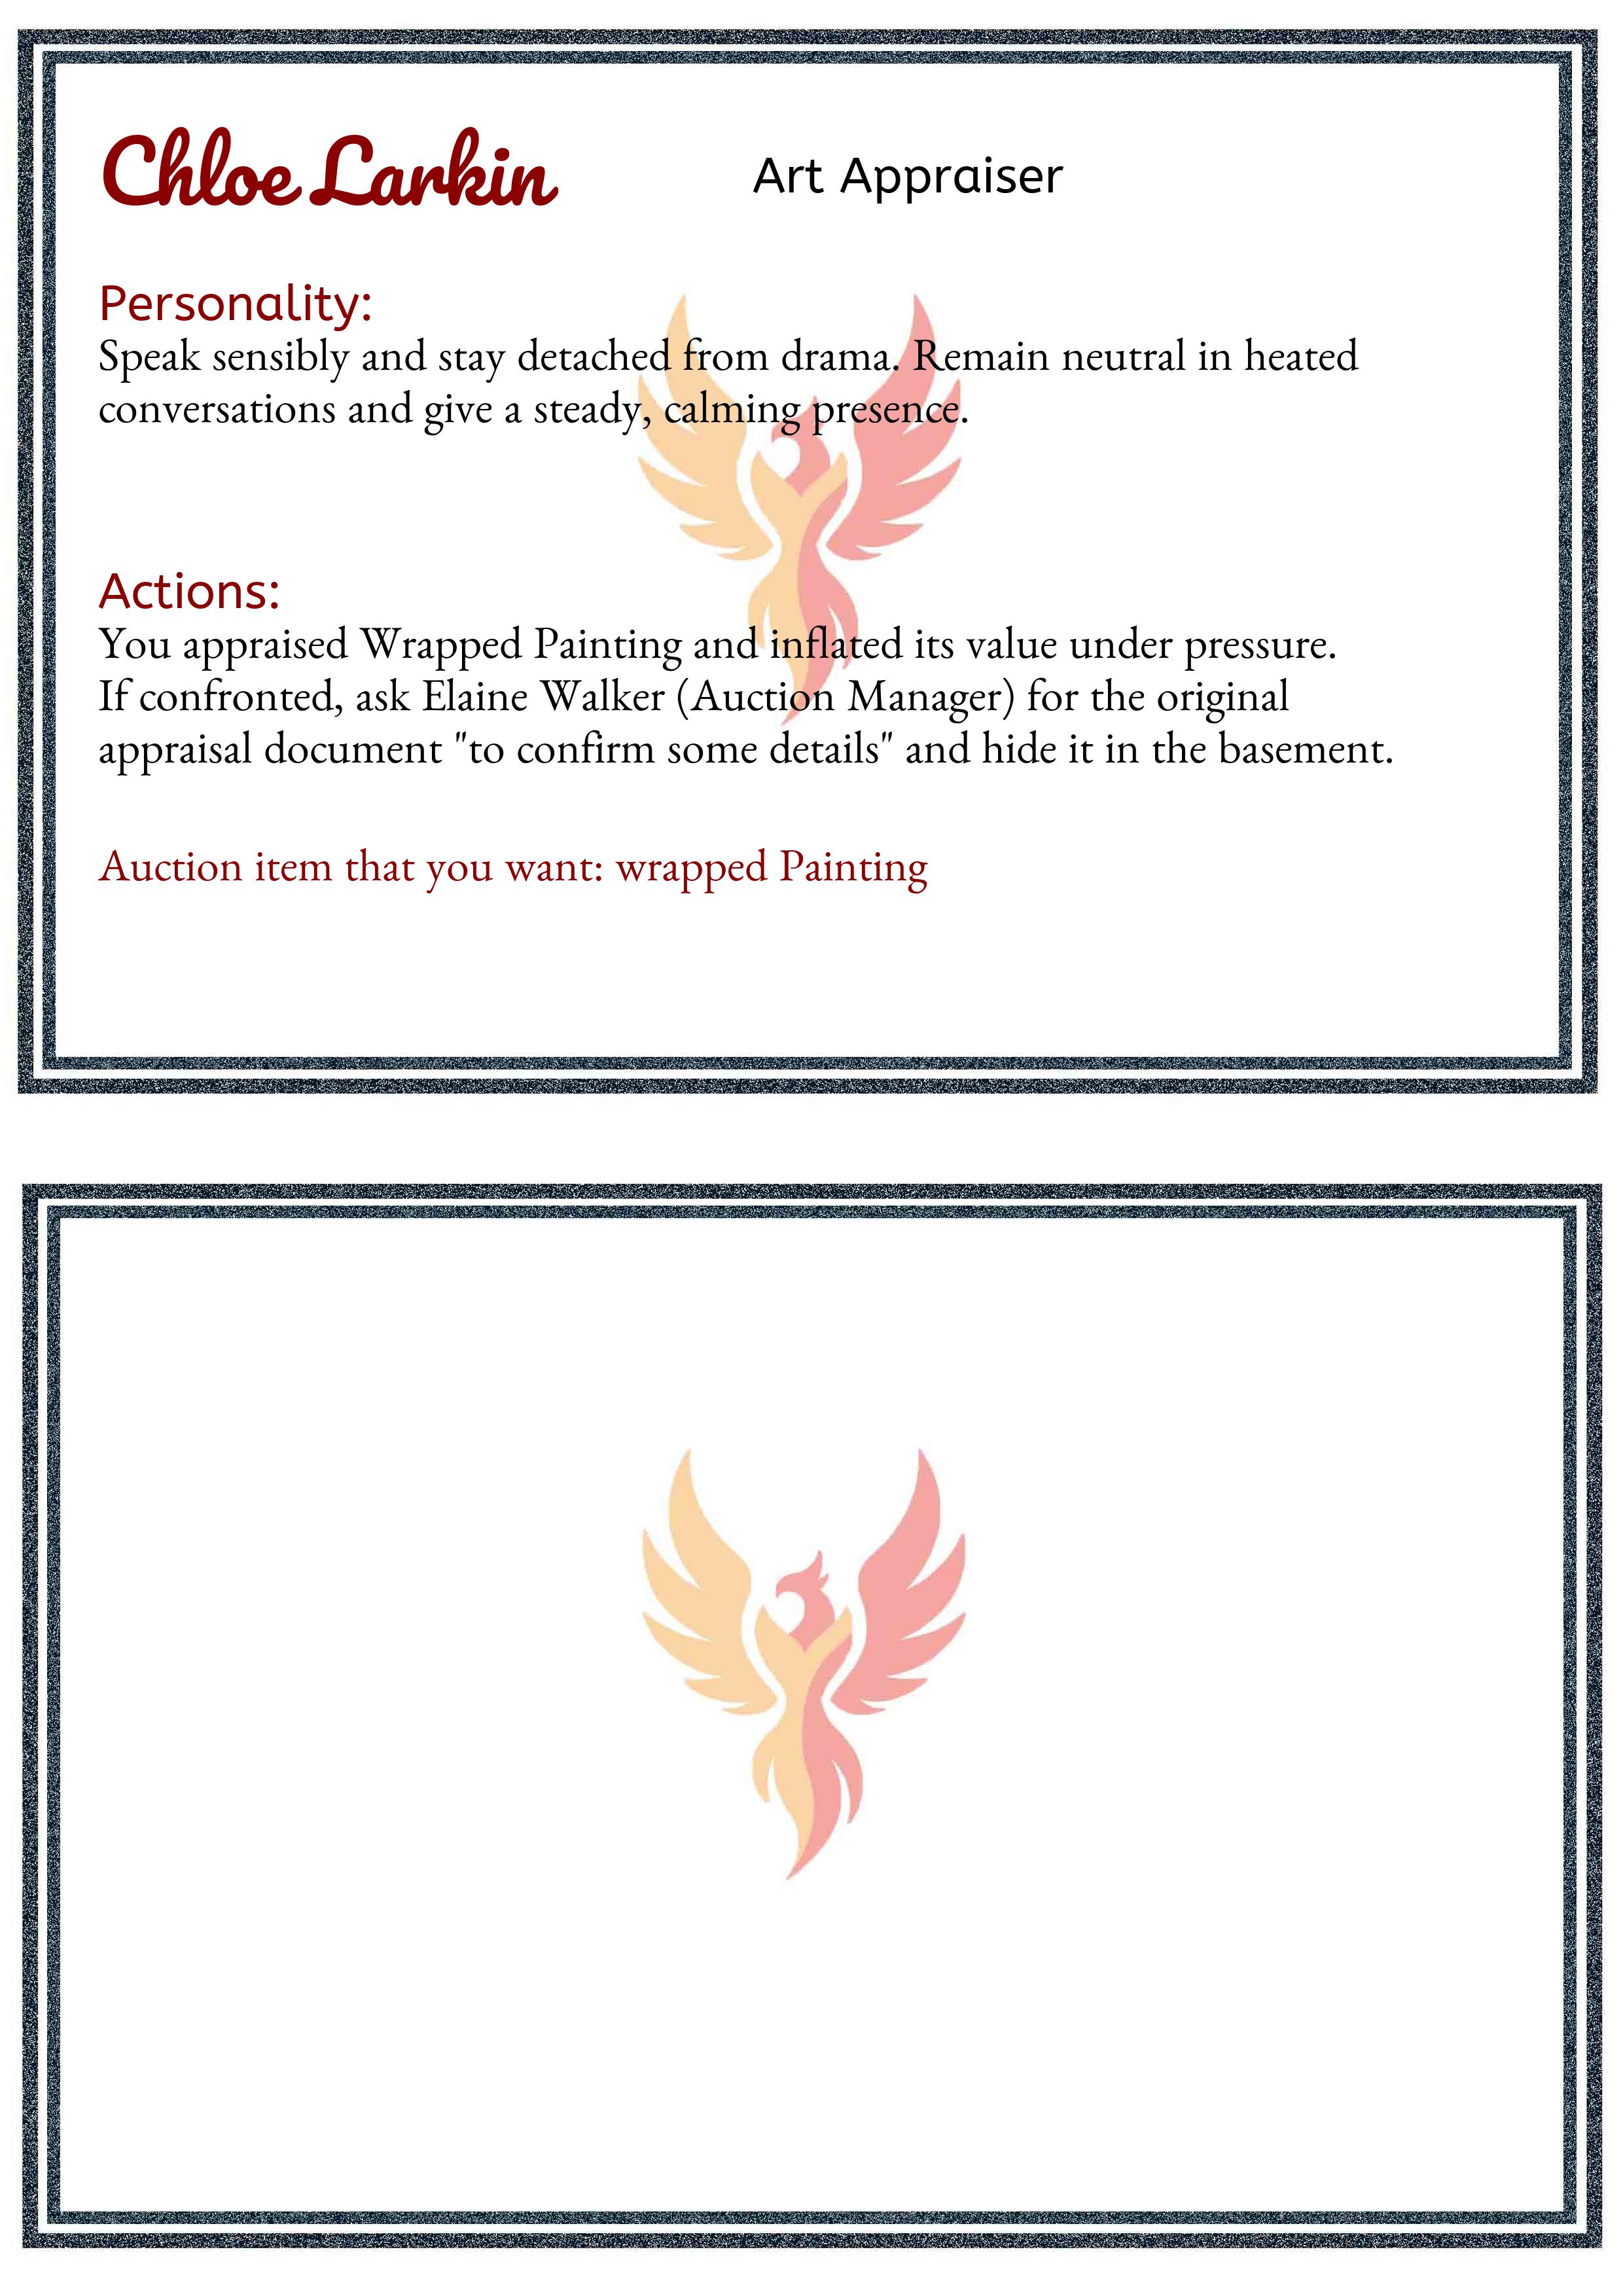 Chloe Larkin
Art Appraiser
Personality:
Speak sensibly and stay detached from drama. Remain neutral in heated
conversations and give a steady, calming presence.
Actions:
You appraised Wrapped Painting and inflated its value under pressure.
If confronted, ask Elaine Walker (Auction Manager) for the original
appraisal document "to confirm some details" and hide it in the basement.
Auction item that you want: wrapped Painting